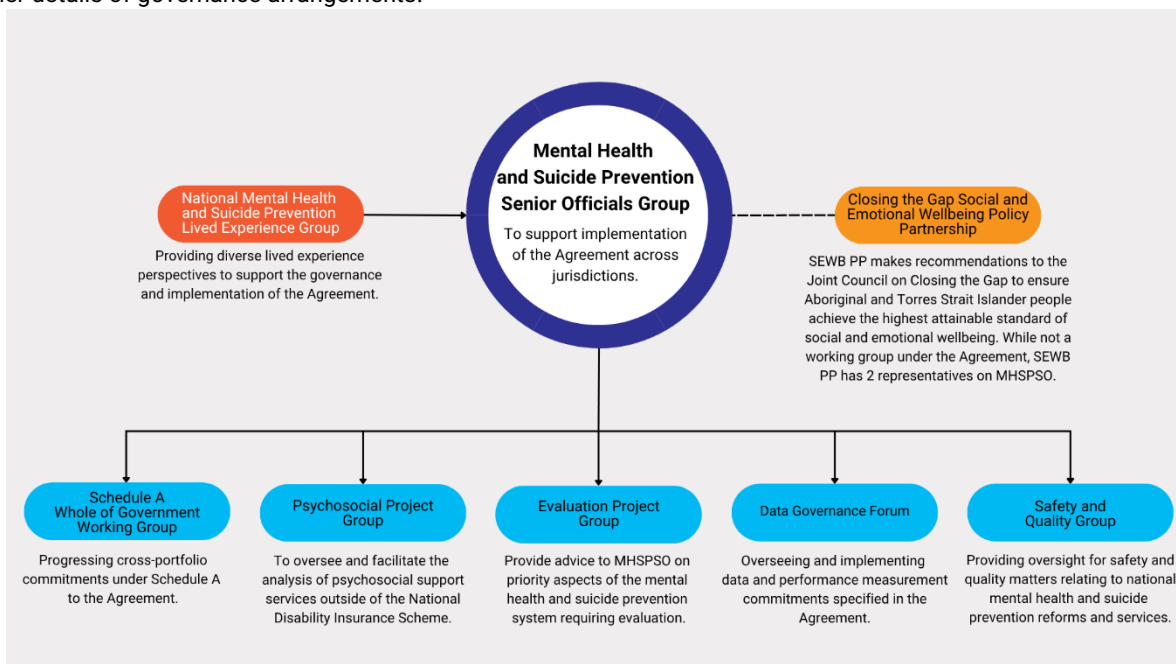 details of governance arrangements.
Mental Health
and Suicide Prevention
Senior Officials Group
To support implementation
of the Agreement across
jurisdictions.
National Mental Health
and Suicide Prevention
Lived Experience Group
Providing diverse lived experience
perspectives to support the governance
and implementation of the Agreement.
Closing the Gap Social and
Emotional Wellbeing Policy
Partnership
SEWB PP makes recommendations to the
Joint Council on Closing the Gap to ensure
Aboriginal and Torres Strait Islander people
achieve the highest attainable standard of
social and emotional wellbeing. While not a
working group under the Agreement, SEWB
PP has 2 representatives on MHSPSO.
Schedule A
Whole of Government
Working Group
Progressing cross-portfolio
commitments under Schedule A
to the Agreement.
Psychosocial Project
Group
To oversee and facilitate the
analysis of psychosocial support
services outside of the National
Disability Insurance Scheme.
Evaluation Project
Group
Provide advice to MHSPSO on
priority aspects of the mental
health and suicide prevention
system requiring evaluation.
Data Governance Forum
Overseeing and implementing
data and performance measurement
commitments specified in the
Agreement.
Safety and
Quality Group
Providing oversight for safety and
quality matters relating to national
mental health and suicide
prevention reforms and services.